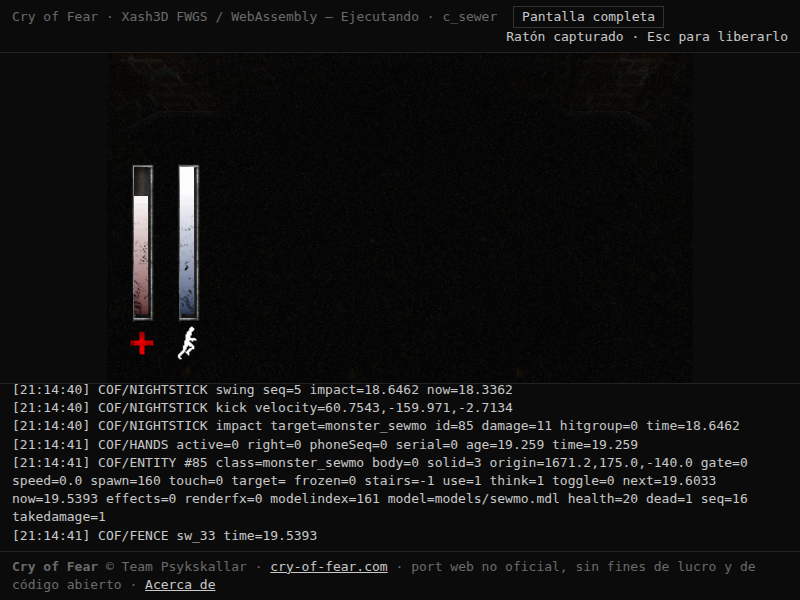 Cry of Fear · Xash3D FWGS / WebAssembly — Ejecutando · c_sewer
Pantalla completa
Ratón capturado · Esc para liberarlo
[21:14:40] COF/NIGHTSTICK swing seq=5 impact=18.6462 now=18.3362
[21:14:40] COF/NIGHTSTICK kick velocity=60.7543,-159.971,-2.7134
[21:14:40] COF/NIGHTSTICK impact target=monster_sewmo id=85 damage=11 hitgroup=0 time=18.6462
[21:14:41] COF/HANDS active=0 right=0 phoneSeq=0 serial=0 age=19.259 time=19.259
[21:14:41] COF/ENTITY #85 class=monster_sewmo body=0 solid=3 origin=1671.2,175.0,-140.0 gate=0
speed=0.0 spawn=160 touch=0 target= frozen=0 stairs=-1 use=1 think=1 toggle=0 next=19.6033
now=19.5393 effects=0 renderfx=0 modelindex=161 model=models/sewmo.mdl health=20 dead=1 seq=16
takedamage=1
[21:14:41] COF/FENCE sw_33 time=19.5393
Cry of Fear © Team Psykskallar · cry-of-fear.com · port web no oficial, sin fines de lucro y de
código abierto · Acerca de